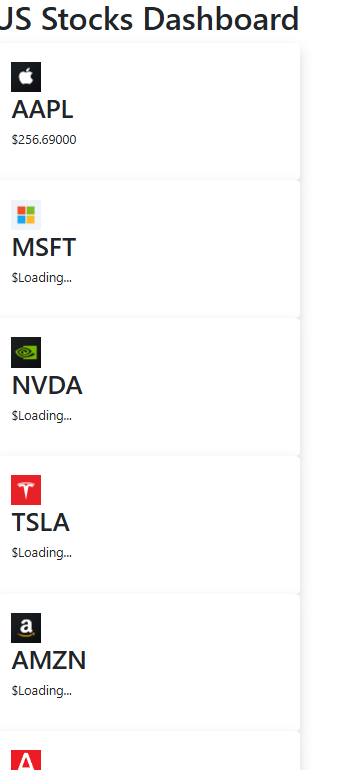 US Stocks Dashboard
AAPL
$256.69000
MSFT
$Loading...
NVDA
$Loading...
TSLA
$Loading...
a
AMZN
$Loading...